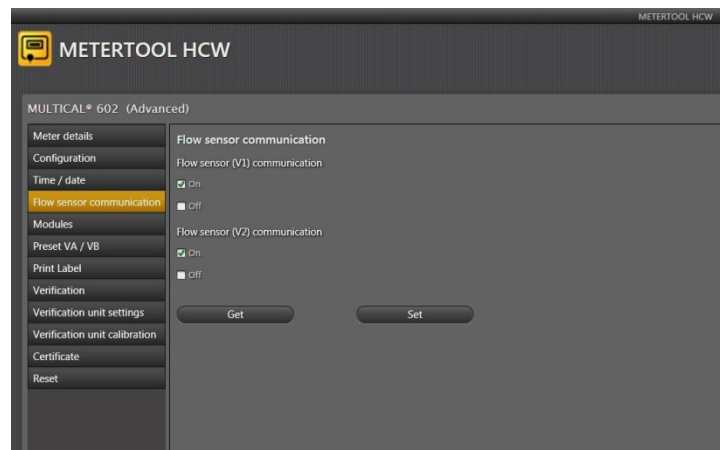 METERTOOL HCW
METERTOOL HCW
MULTICAL® 602 (Advanced)
Meter details
Configuration
Time / date
Flow sensor communication
Modules
Preset VA / VB
Print Label
Verification
Verification unit settings
Verification unit calibration
Certificate
Reset
Flow sensor communication
Flow sensor (V1) communication
On
Off
Flow sensor (V2) communication
On
Off
Get
Set